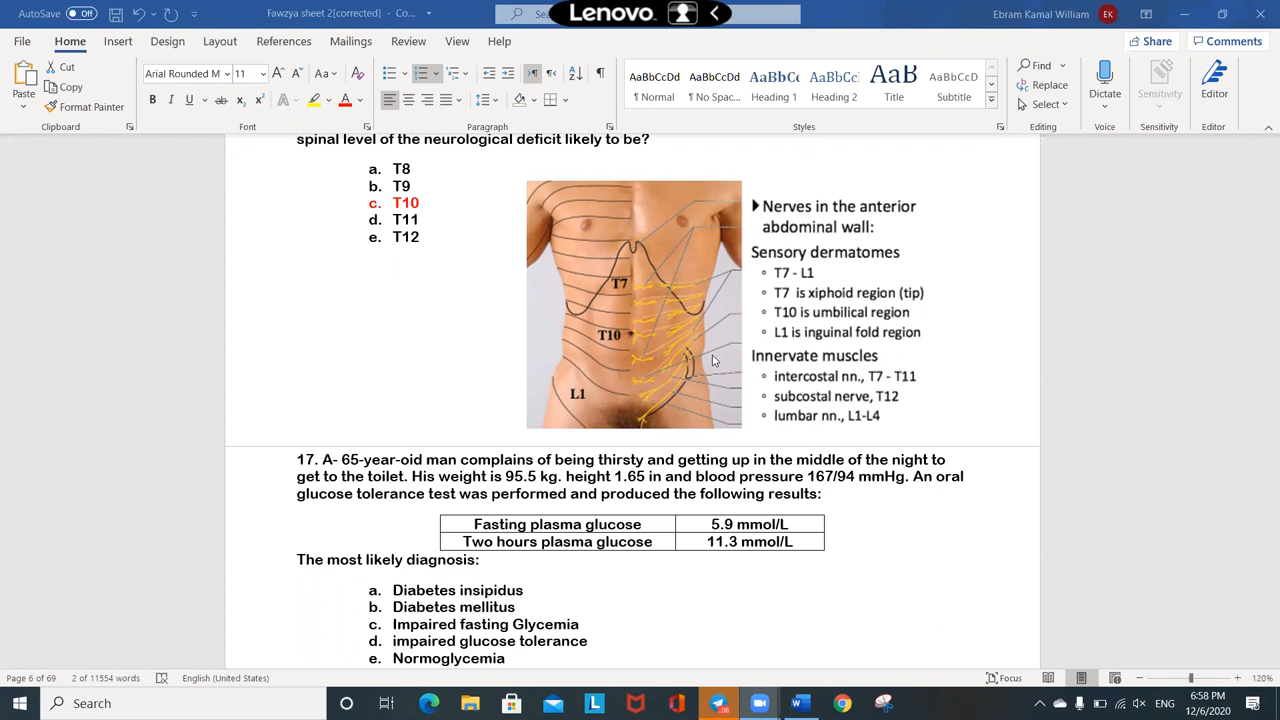 AutoSave Off
Fawzya short 2[corrected]
Search
Lenovo
Ebram Kamal William EK
File Home Insert Draw Design Layout References Mailings Review View Help
Share Comments
Paste Cut Copy Format Painter
Clipboard
Arial Rounded M 11
Font
Paragraph
AaBbCcDd AaBbCcDd AaBbCc AaBbCc AaB AaBbCcD
¶ Normal ¶ No Spac... Heading 1 Heading 2 Title Subtitle
Styles
Find
Replace
Select
Editing
Dictate
Voice
Sensitivity
Sensitivity
Editor
Editor
spinal level of the neurological deficit likely to be?
a. T8
b. T9
c. T10
d. T11
e. T12
T7
T10
L1
Nerves in the anterior
abdominal wall:
Sensory dermatomes
T7 - L1
T7 is xiphoid region (tip)
T10 is umbilical region
L1 is inguinal fold region
Innervate muscles
intercostal nn., T7 - T11
subcostal nerve, T12
lumbar nn., L1-L4
17. A- 65-year-oid man complains of being thirsty and getting up in the middle of the night to
get to the toilet. His weight is 95.5 kg. height 1.65 in and blood pressure 167/94 mmHg. An oral
glucose tolerance test was performed and produced the following results:
Fasting plasma glucose 5.9 mmol/L
Two hours plasma glucose 11.3 mmol/L
The most likely diagnosis:
a. Diabetes insipidus
b. Diabetes mellitus
c. Impaired fasting Glycemia
d. impaired glucose tolerance
e. Normoglycemia
Page 6 of 69 2 of 11554 words English (United States) Focus 120%
Search
6:58 PM
12/6/2020